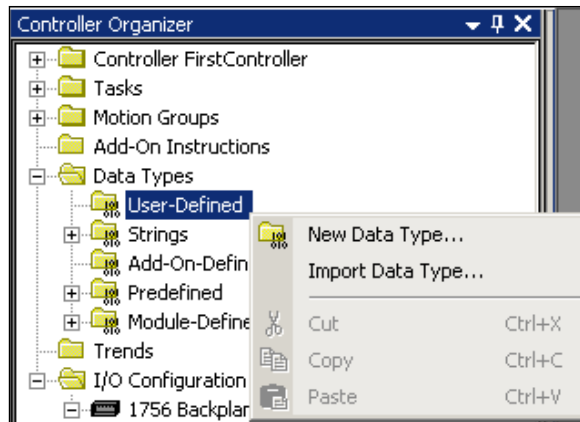 Controller Organizer
Controller FirstController
Tasks
Motion Groups
Add-On Instructions
Data Types
User-Defined
Strings
Add-On-Defin
Predefined
Module-Define
Trends
I/O Configuration
1756 Backplan
New Data Type...
Import Data Type...
Cut Ctrl+X
Copy Ctrl+C
Paste Ctrl+V